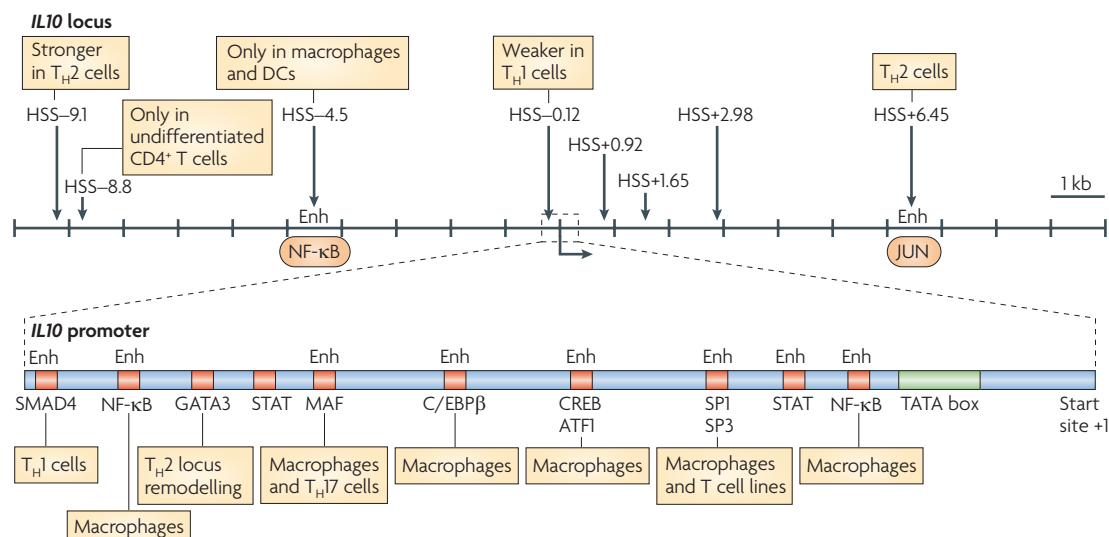 IL10 locus
Stronger
in TH2 cells
Only in macrophages
and DCs
Weaker in
TH1 cells
TH2 cells
HSS–9.1
Only in
undifferentiated
CD4+ T cells
HSS–4.5
HSS–0.12
HSS+2.98
HSS+6.45
HSS+0.92
HSS–8.8
HSS+1.65
1 kb
Enh
Enh
NF-κB
JUN
IL10 promoter
Enh
Enh
Enh
Enh
Enh
Enh
Enh
Enh
SMAD4
NF-κB
GATA3
STAT
MAF
C/EBPβ
CREB
ATF1
SP1
SP3
STAT
NF-κB
TATA box
Start
site +1
TH1 cells
TH2 locus
remodelling
Macrophages
and TH17 cells
Macrophages
Macrophages
Macrophages
and T cell lines
Macrophages
Macrophages